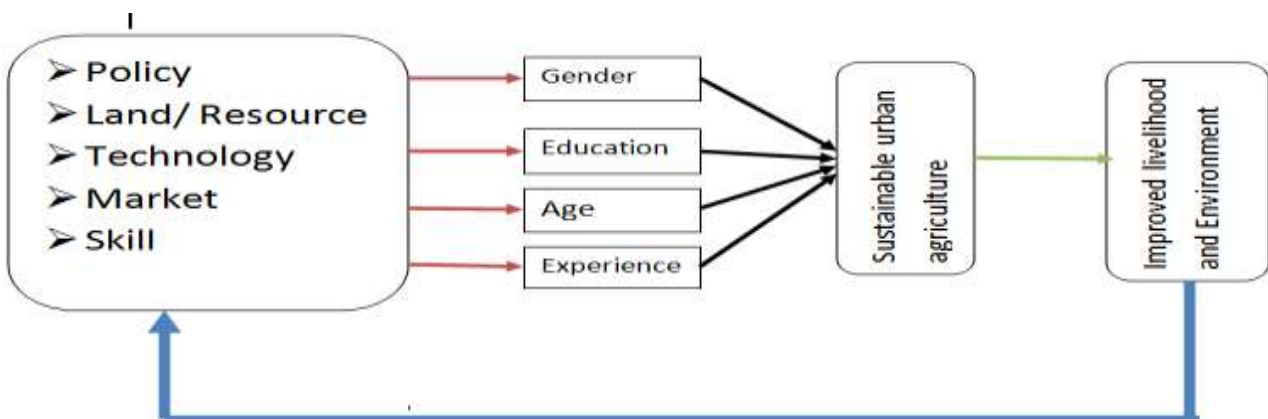 Policy
Land/ Resource
Technology
Market
Skill
Gender
Education
Age
Experience
Sustainable urban
agriculture
Improved livelihood
and Environment